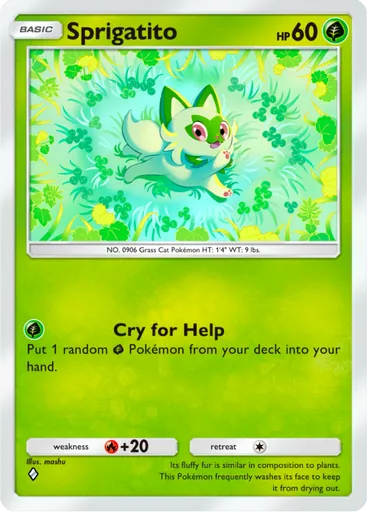 BASIC Sprigatito HP 60
NO. 0906 Grass Cat Pokémon HT: 1'4" WT: 9 lbs.
Cry for Help
Put 1 random Pokémon from your deck into your
hand.
weakness +20 retreat
Illus. mashu
Its fluffy fur is similar in composition to plants.
This Pokémon frequently washes its face to keep
it from drying out.